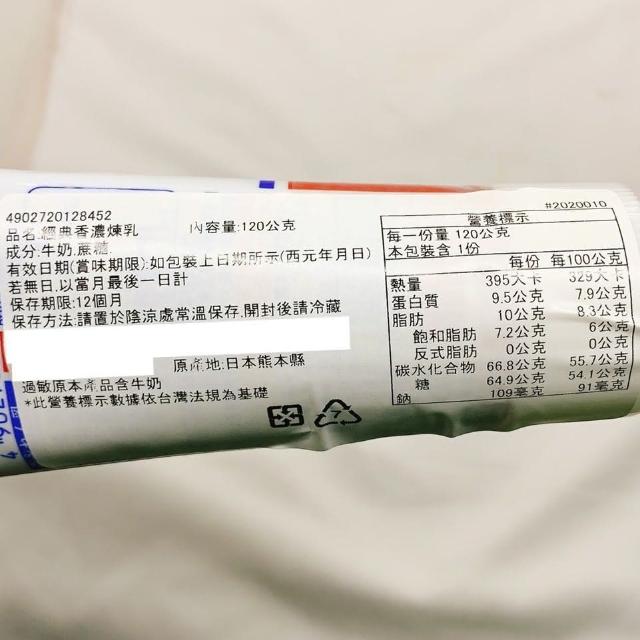 4902720128452
品名:經典香濃煉乳 內容量:120公克
成分:牛奶.蔗糖
有效日期(賞味期限):如包裝上日期所示(西元年月日)
若無日,以當月最後一日計
保存期限:12個月
保存方法:請置於陰涼處常溫保存,開封後請冷藏
原產地:日本熊本縣
過敏原本產品含牛奶
*此營養標示數據依台灣法規為基礎
7
#2020010
營養標示
每一份量 120公克
本包裝含 1份
每份 每100公克
熱量 395大卡 329大卡
蛋白質 9.5公克 7.9公克
脂肪 10公克 8.3公克
飽和脂肪 7.2公克 6公克
反式脂肪 0公克 0公克
碳水化合物 66.8公克 55.7公克
糖 64.9公克 54.1公克
鈉 109毫克 91毫克